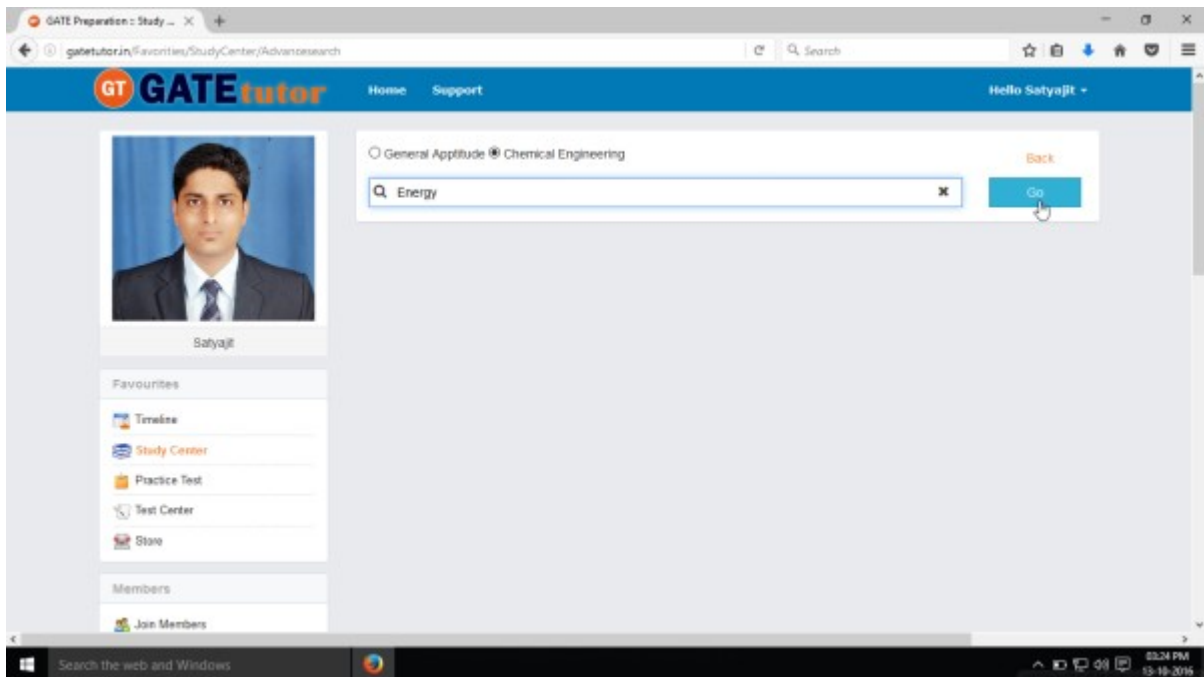 GATE Preparation :: Study ...
gatetutor.in/Favorities/StudyCenter/Advancesearch
Search
GT GATEtutor Home Support Hello Satyajit
General Apptitude Chemical Engineering
Back
Energy
Go
Satyajit
Favourites
Timeline
Study Center
Practice Test
Test Center
Store
Members
Join Members
Search the web and Windows
03:24 PM
13-10-2016